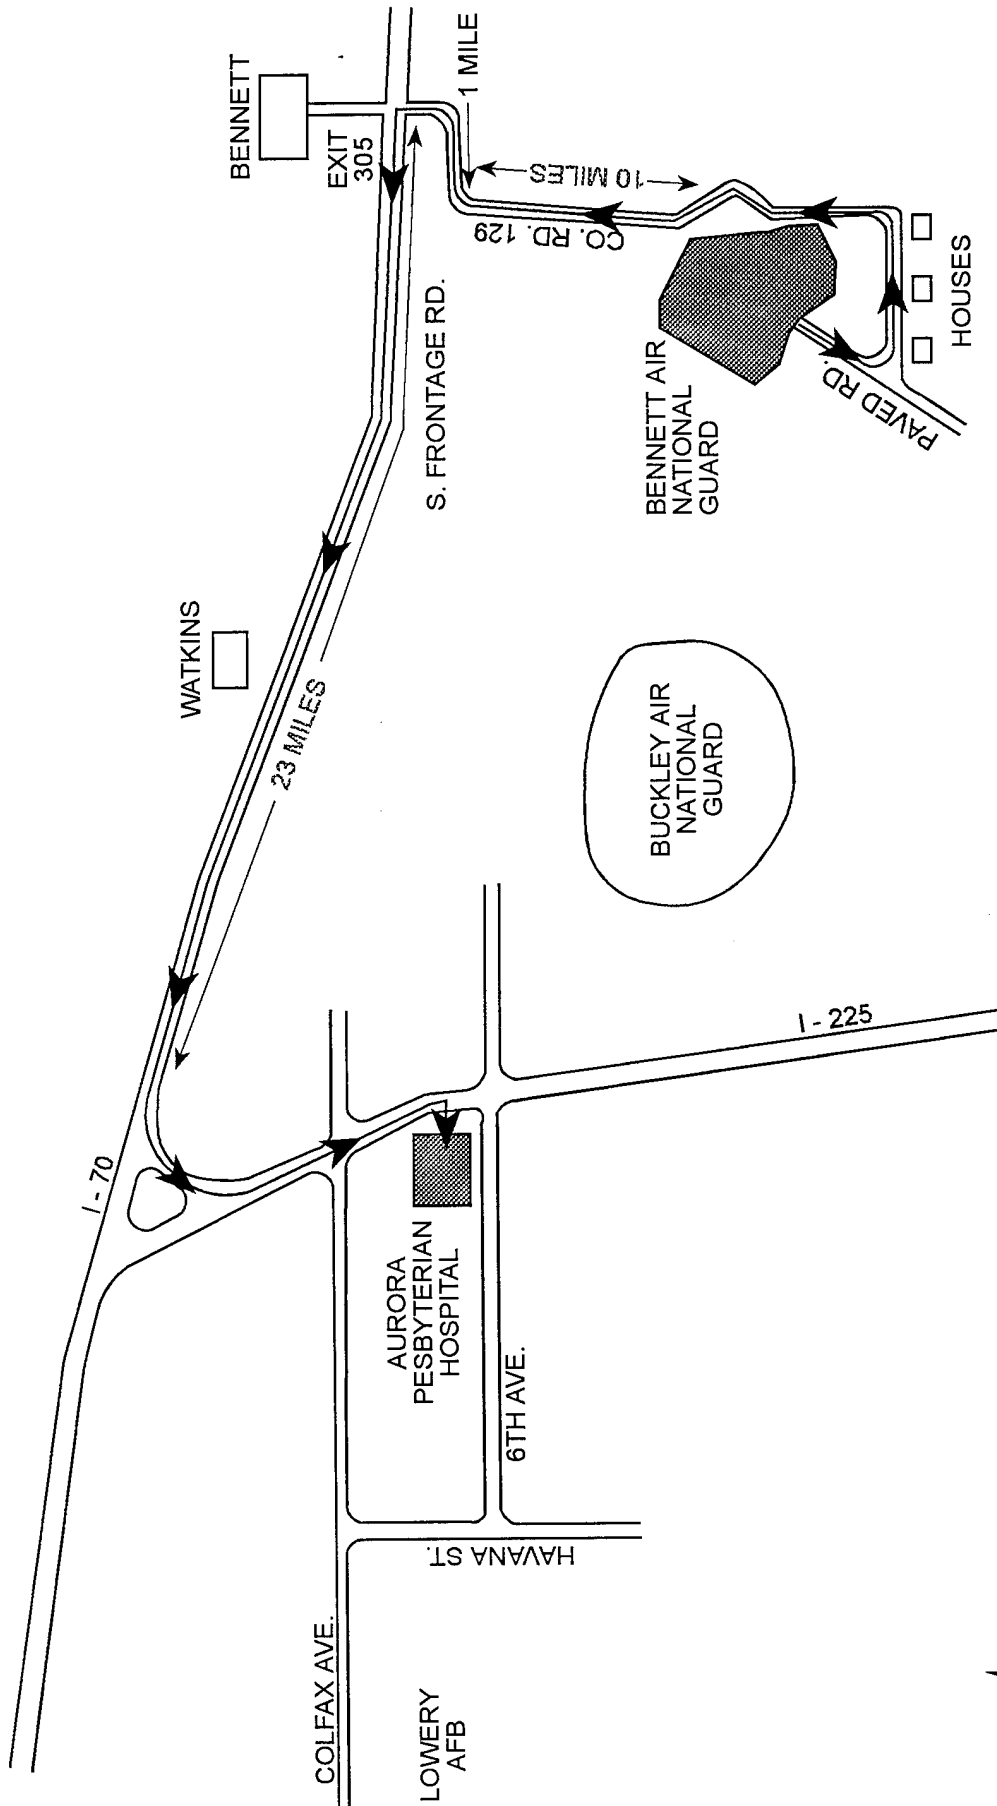 I - 70
COLFAX AVE.
LOWERY
AFB
HAVANA ST.
6TH AVE.
AURORA
PESBYTERIAN
HOSPITAL
I - 225
WATKINS
23 MILES
BUCKLEY AIR
NATIONAL
GUARD
BENNETT
EXIT
305
S. FRONTAGE RD.
1 MILE
10 MILES
CO. RD. 129
BENNETT AIR
NATIONAL
GUARD
PAVED RD.
HOUSES